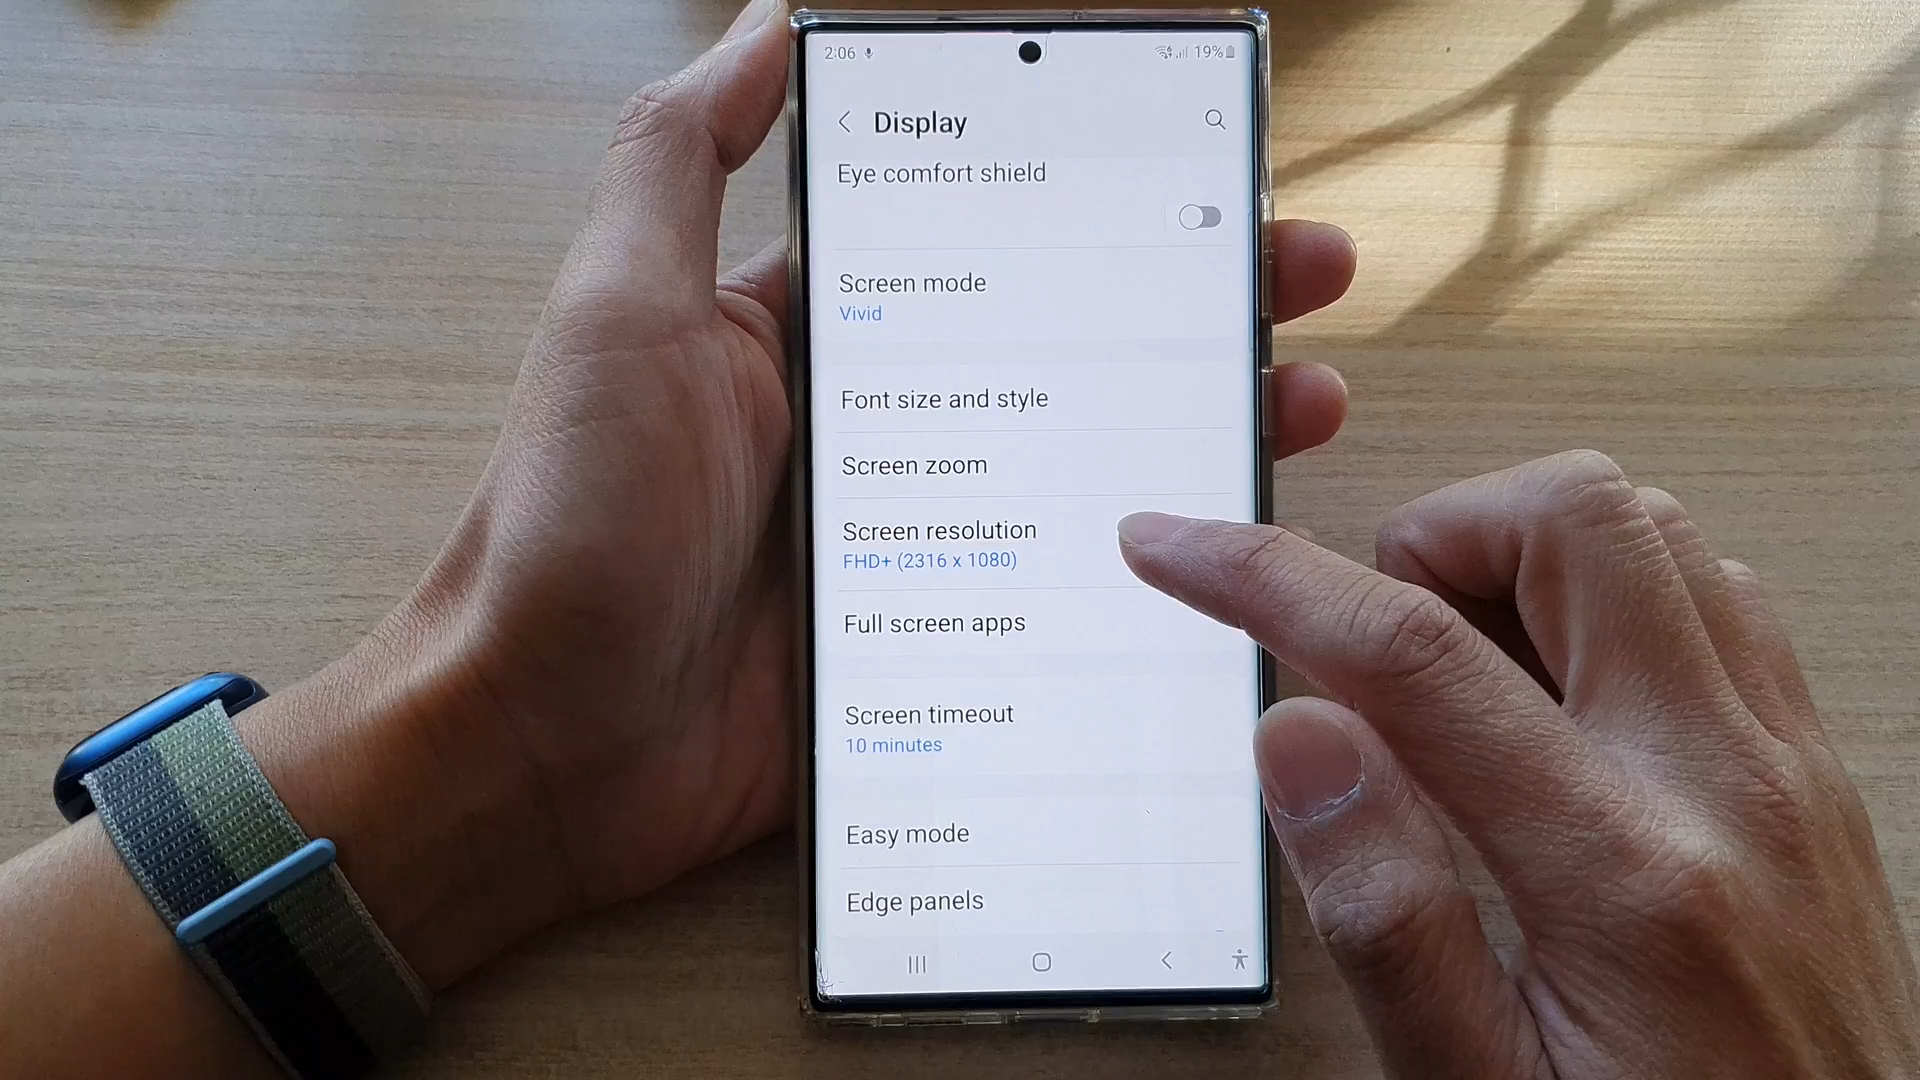 2:06 19%
Display
Eye comfort shield
Screen mode
Vivid
Font size and style
Screen zoom
Screen resolution
FHD+ (2316 x 1080)
Full screen apps
Screen timeout
10 minutes
Easy mode
Edge panels